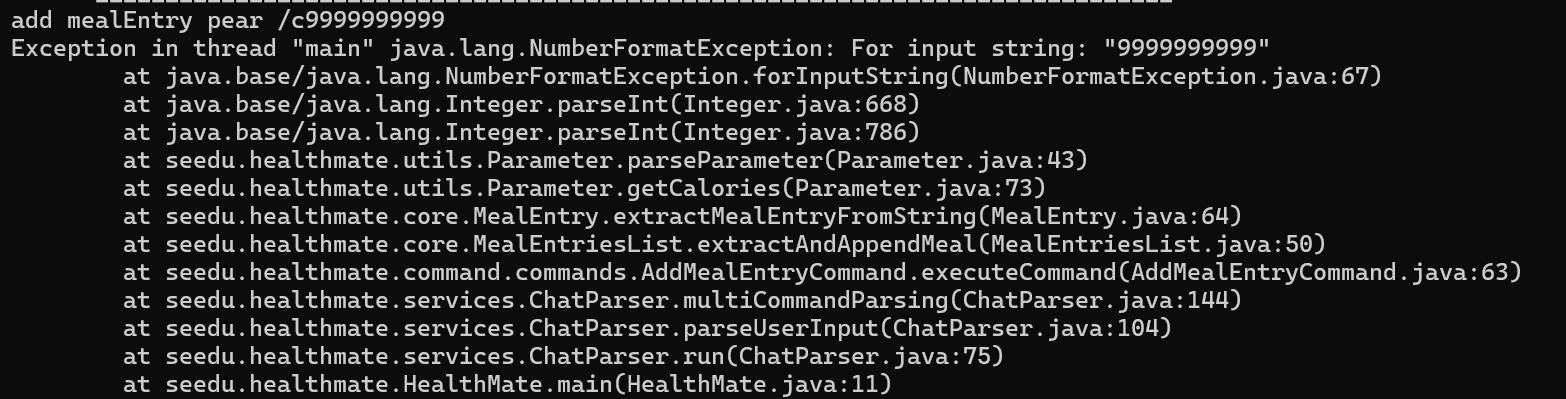 add mealEntry pear /c9999999999
Exception in thread "main" java.lang.NumberFormatException: For input string: "9999999999"
        at java.base/java.lang.NumberFormatException.forInputString(NumberFormatException.java:67)
        at java.base/java.lang.Integer.parseInt(Integer.java:668)
        at java.base/java.lang.Integer.parseInt(Integer.java:786)
        at seedu.healthmate.utils.Parameter.parseParameter(Parameter.java:43)
        at seedu.healthmate.utils.Parameter.getCalories(Parameter.java:73)
        at seedu.healthmate.core.MealEntry.extractMealEntryFromString(MealEntry.java:64)
        at seedu.healthmate.core.MealEntriesList.extractAndAppendMeal(MealEntriesList.java:50)
        at seedu.healthmate.command.commands.AddMealEntryCommand.executeCommand(AddMealEntryCommand.java:63)
        at seedu.healthmate.services.ChatParser.multiCommandParsing(ChatParser.java:144)
        at seedu.healthmate.services.ChatParser.parseUserInput(ChatParser.java:104)
        at seedu.healthmate.services.ChatParser.run(ChatParser.java:75)
        at seedu.healthmate.HealthMate.main(HealthMate.java:11)